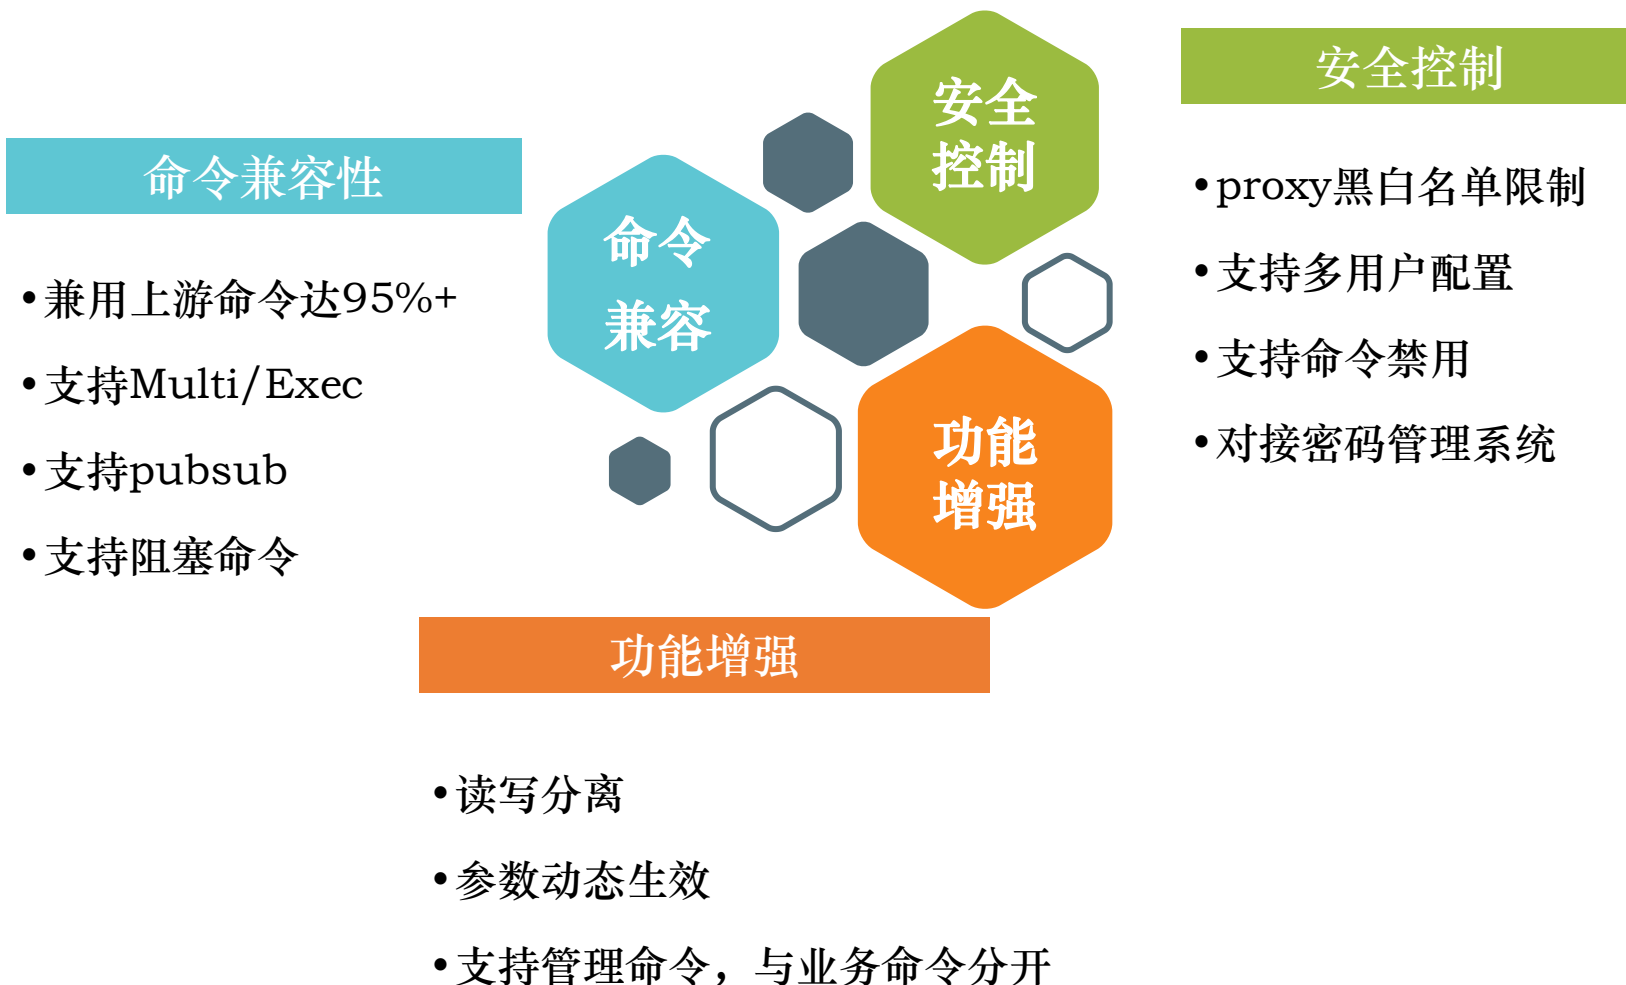 命令兼容性
•兼用上游命令达95%+
•支持Multi/Exec
•支持pubsub
•支持阻塞命令
命令
兼容
安全
控制
功能
增强
安全控制
•proxy黑白名单限制
•支持多用户配置
•支持命令禁用
•对接密码管理系统
功能增强
•读写分离
•参数动态生效
•支持管理命令，与业务命令分开